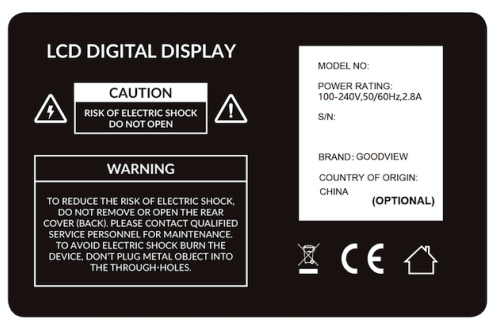 LCD DIGITAL DISPLAY
CAUTION
RISK OF ELECTRIC SHOCK
DO NOT OPEN
WARNING
TO REDUCE THE RISK OF ELECTRIC SHOCK,
DO NOT REMOVE OR OPEN THE REAR
COVER (BACK). PLEASE CONTACT QUALIFIED
SERVICE PERSONNEL FOR MAINTENANCE.
TO AVOID ELECTRIC SHOCK BURN THE
DEVICE, DON'T PLUG METAL OBJECT INTO
THE THROUGH-HOLES.
MODEL NO:
POWER RATING:
100-240V,50/60Hz,2.8A
S/N:
BRAND: GOODVIEW
COUNTRY OF ORIGIN:
CHINA
(OPTIONAL)
CE